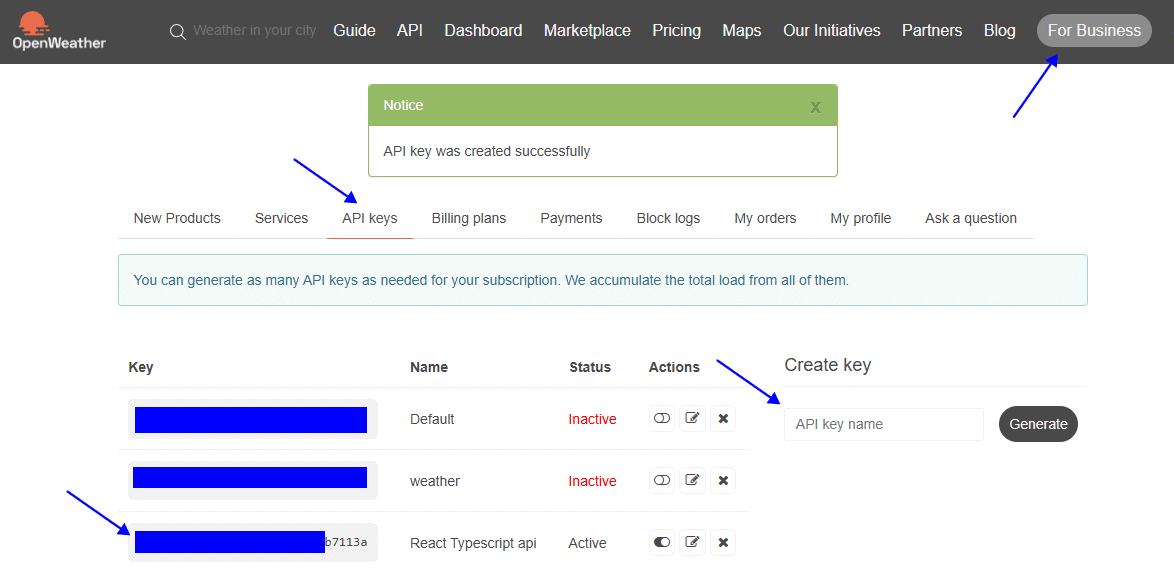 OpenWeather
Weather in your city Guide API Dashboard Marketplace Pricing Maps Our Initiatives Partners Blog For Business
Notice x
API key was created successfully
New Products Services API keys Billing plans Payments Block logs My orders My profile Ask a question
You can generate as many API keys as needed for your subscription. We accumulate the total load from all of them.
Key Name Status Actions
Default Inactive
weather Inactive
b7113a React Typescript api Active
Create key
API key name Generate